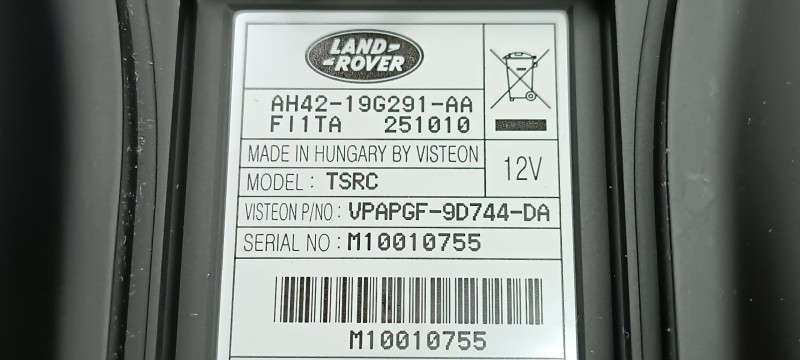 LAND-
-ROVER
AH42-19G291-AA
FI1TA 251010
MADE IN HUNGARY BY VISTEON
12V
MODEL : TSRC
VISTEON P/NO : VPAPGF-9D744-DA
SERIAL NO : M10010755
M10010755